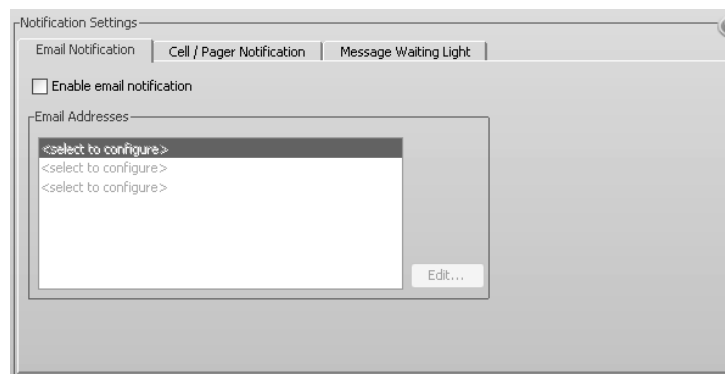 Notification Settings
Email Notification Cell / Pager Notification Message Waiting Light
Enable email notification
Email Addresses
<select to configure>
<select to configure>
<select to configure>
Edit...